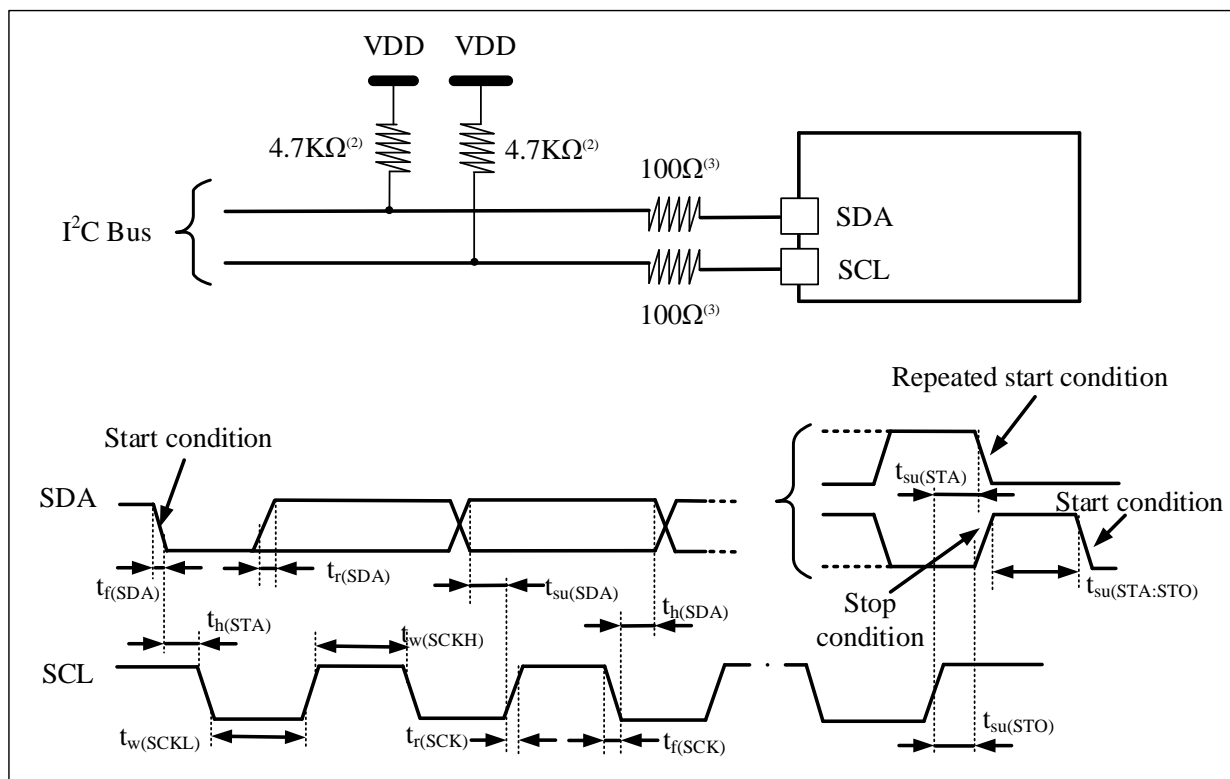 VDD VDD
4.7KΩ(2) 4.7KΩ(2)
100Ω(3)
I2C Bus
SDA
SCL
100Ω(3)
Repeated start condition
Start condition
tsu(STA)
SDA
Start condition
tf(SDA)
tr(SDA)
tsu(SDA)
th(SDA)
tsu(STA:STO)
Stop
condition
th(STA)
tw(SCKH)
SCL
tw(SCKL)
tr(SCK)
tf(SCK)
tsu(STO)